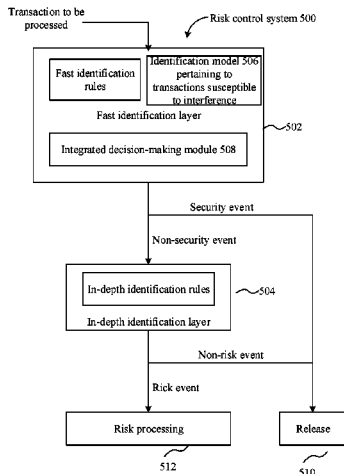 Transaction to be
processed
Risk control system 500
Fast identification
rules
Identification model 506
pertaining to
transactions susceptible
to interference
Fast identification layer
Integrated decision-making module 508
502
Security event
Non-security event
In-depth identification rules
504
In-depth identification layer
Non-risk event
Rick event
Risk processing
Release
512
510